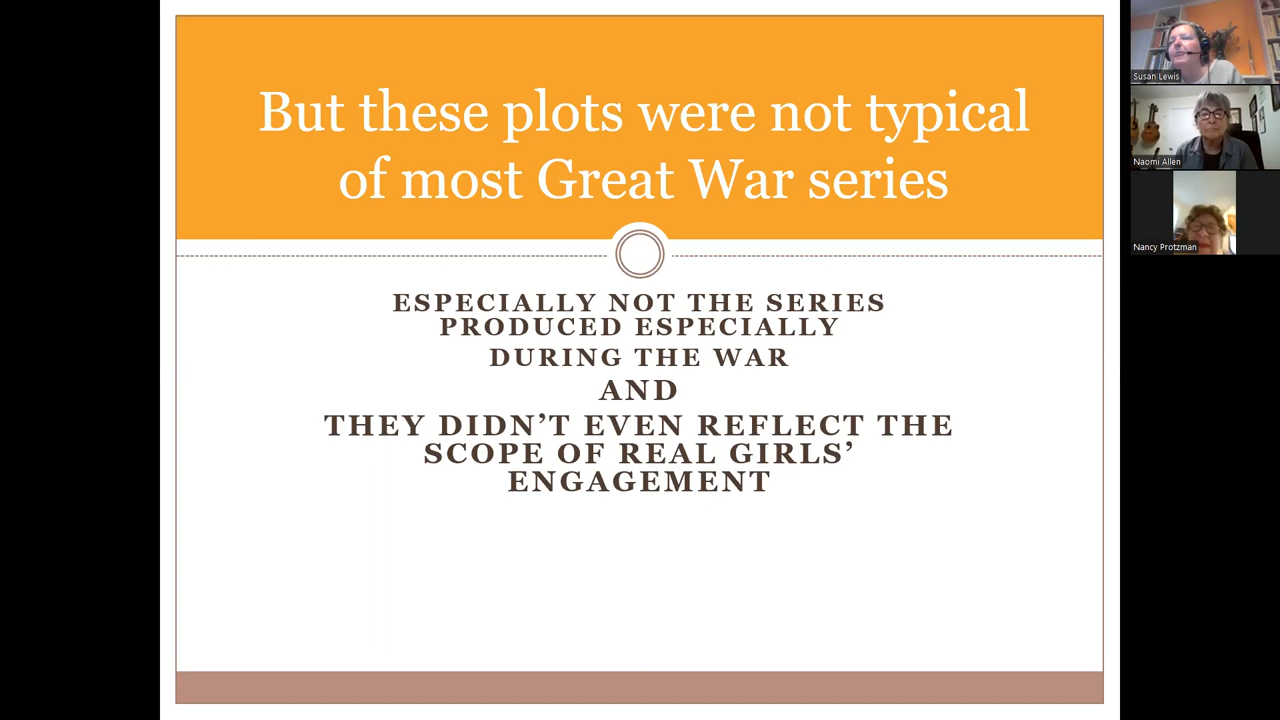 But these plots were not typical
of most Great War series
ESPECIALLY NOT THE SERIES
PRODUCED ESPECIALLY
DURING THE WAR
AND
THEY DIDN’T EVEN REFLECT THE
SCOPE OF REAL GIRLS’
ENGAGEMENT
Susan Lewis
Naomi Allen
Nancy Protzman